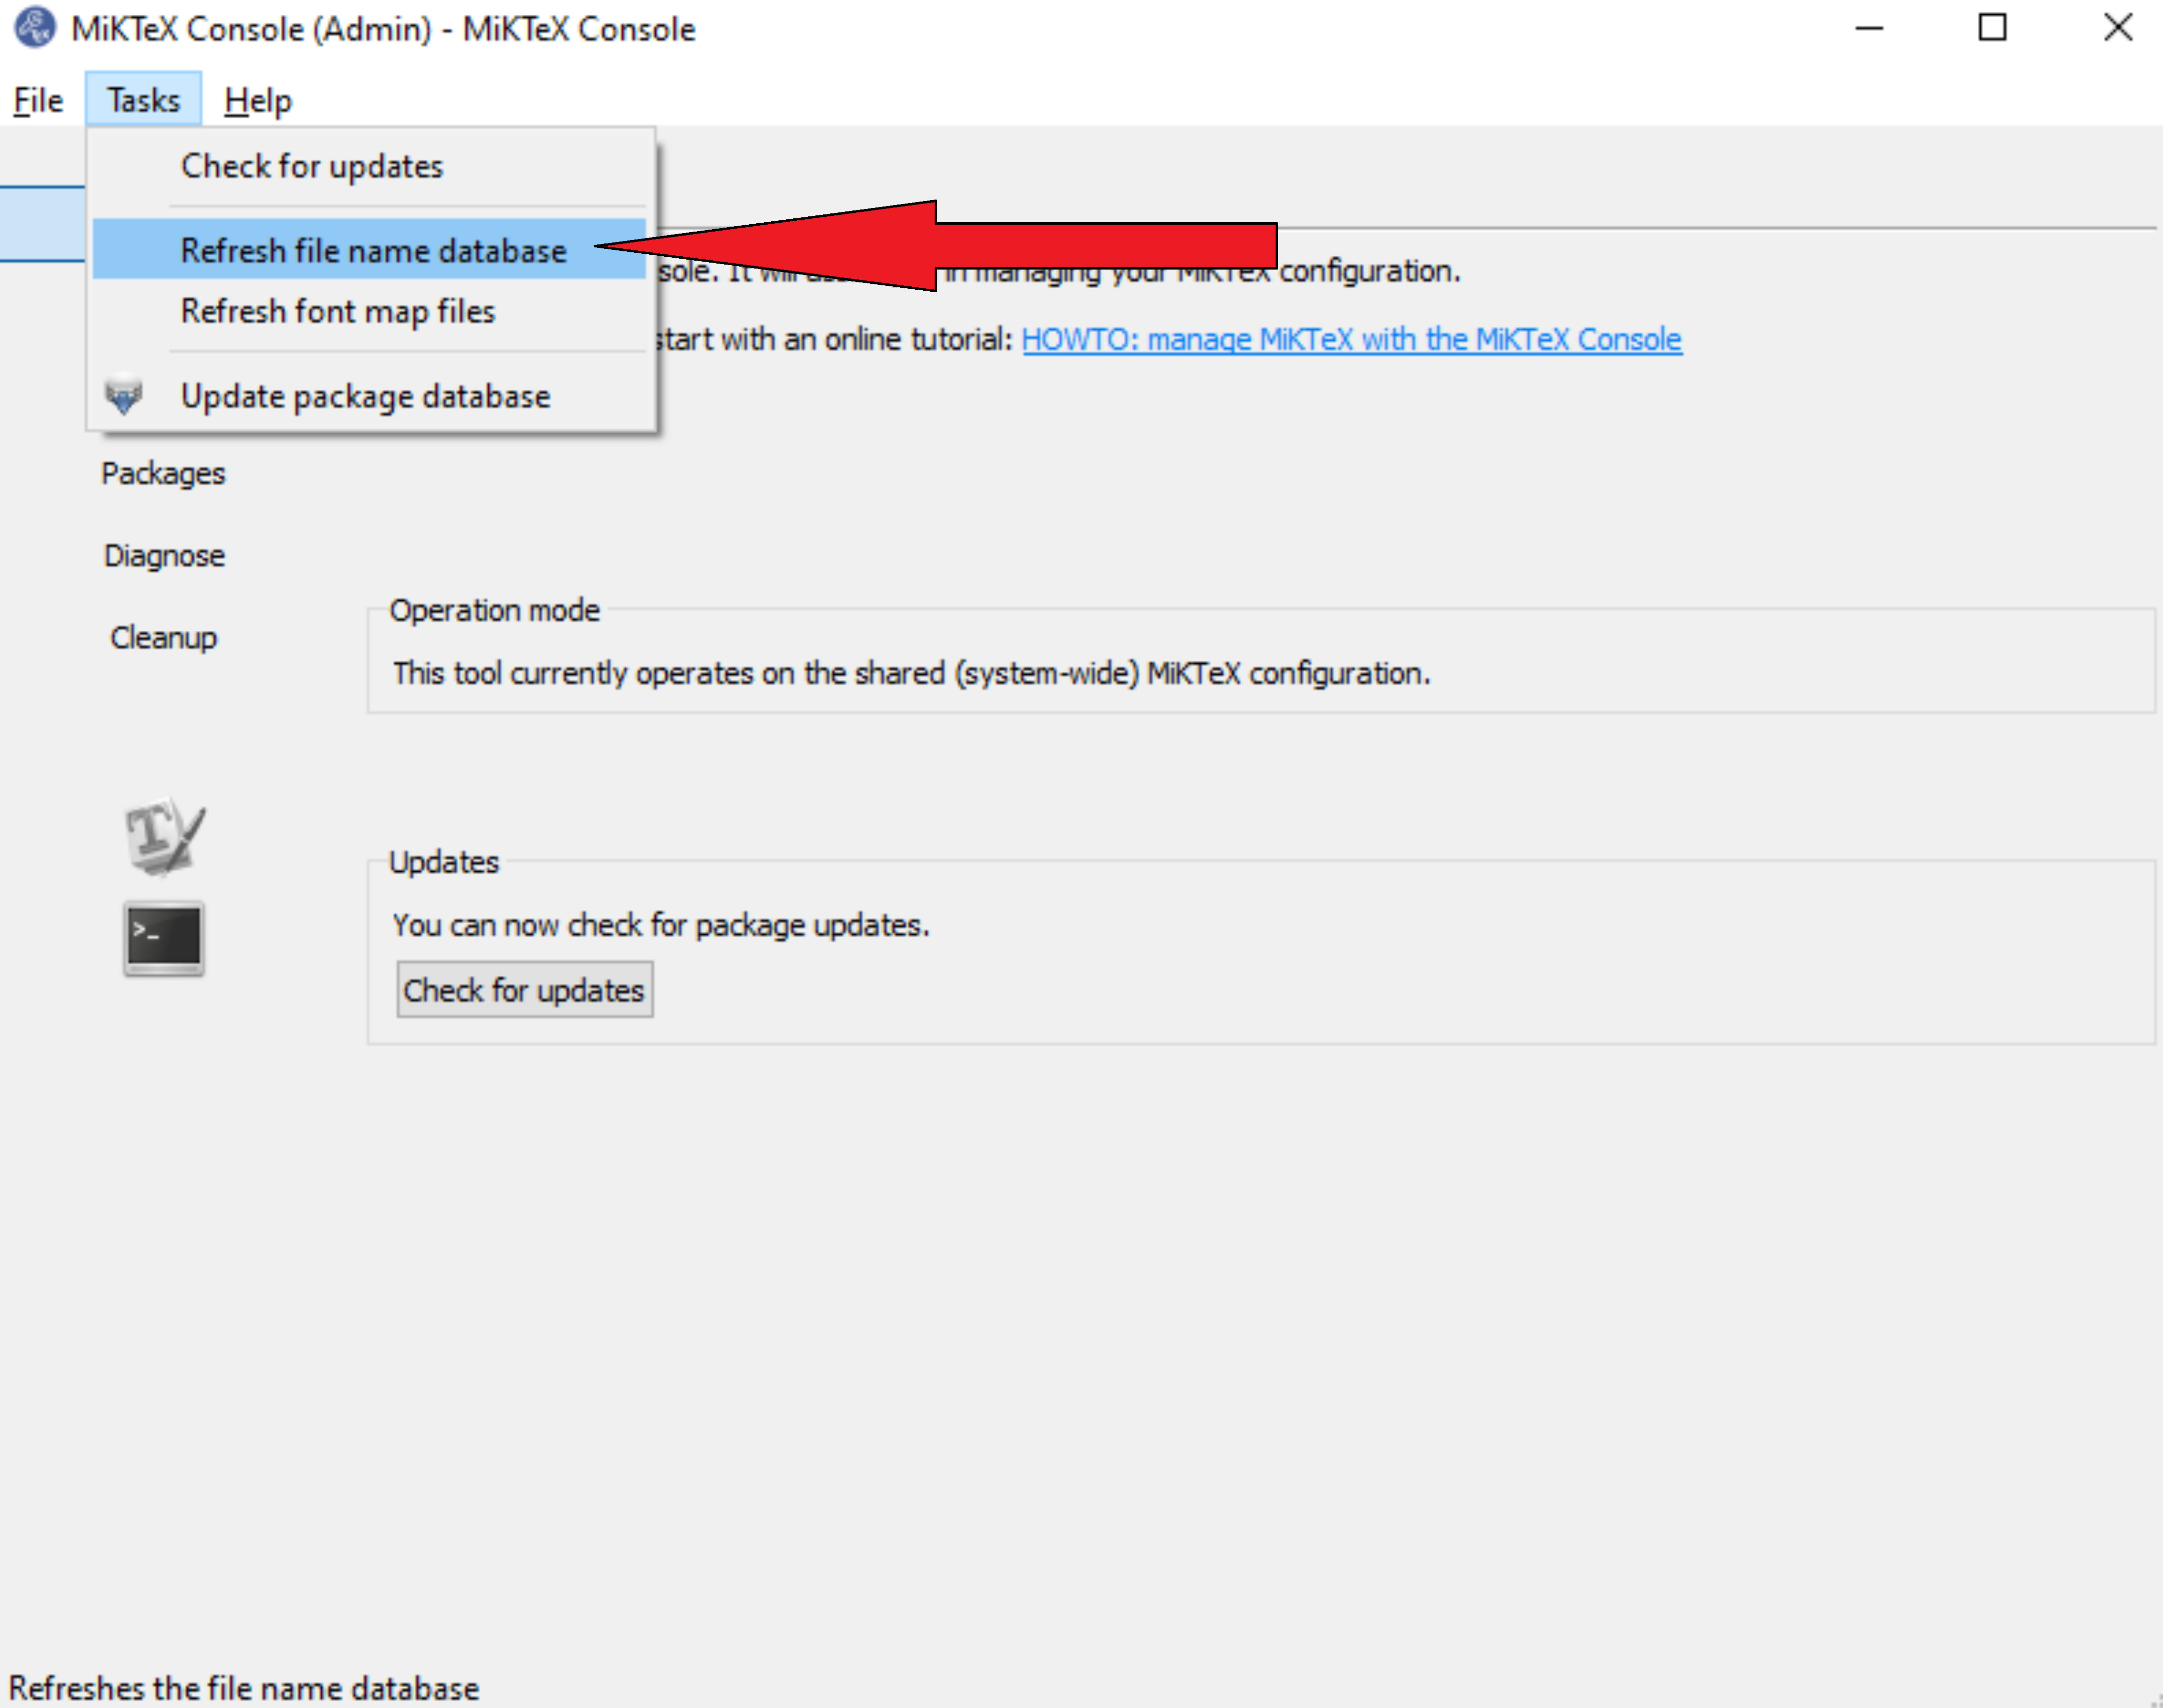 MiKTeX Console (Admin) - MiKTeX Console
File Tasks Help
Check for updates
Refresh file name database
sole. It will in managing your MiKTeX configuration.
Refresh font map files
start with an online tutorial: HOWTO: manage MiKTeX with the MiKTeX Console
Update package database
Packages
Diagnose
Operation mode
Cleanup
This tool currently operates on the shared (system-wide) MiKTeX configuration.
Updates
>_
You can now check for package updates.
Check for updates
Refreshes the file name database